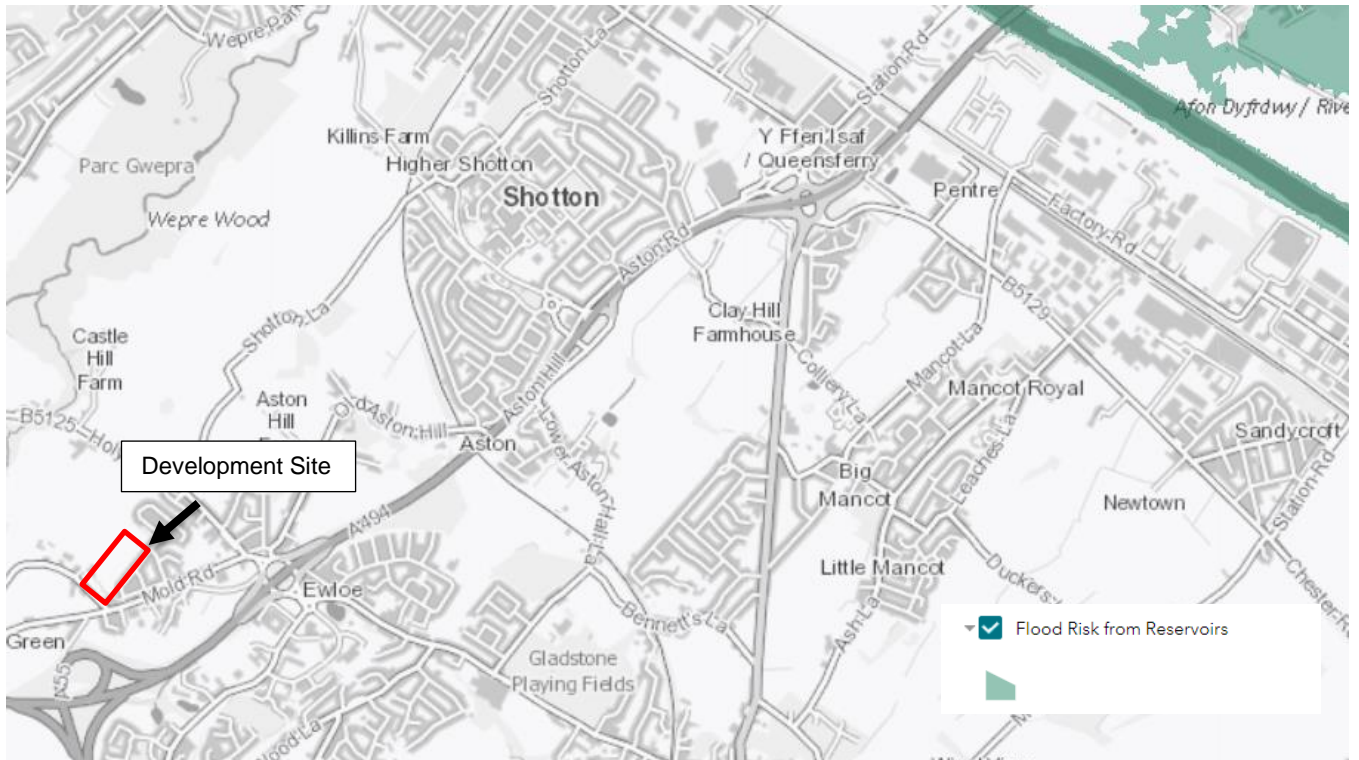 Wepre Park
Shotton La
Station Rd
Afon Dyfrdwy / Rive
Killins Farm
Higher Shotton
Y Fferi Isaf
/ Queensferry
Parc Gwepra
Shotton
Pentre
Wepre Wood
Factory Rd
Aston Rd
B5129
Clay Hill
Farmhouse
Castle
Hill
Farm
Shotton La
Colliery La
Mancot La
Mancot Royal
Aston
Hill
Old Aston Hill
Aston Hill
Lower Aston Hall La
B5125
Holy
Aston
Sandycroft
Development Site
Big
Mancot
Leaches La
Newtown
Station Rd
A494
Little Mancot
Mold Rd
Ewloe
Duckers
Chester Rd
Bennett's La
Ash La
Flood Risk from Reservoirs
Green
A55
Gladstone
Playing Fields
Wood La